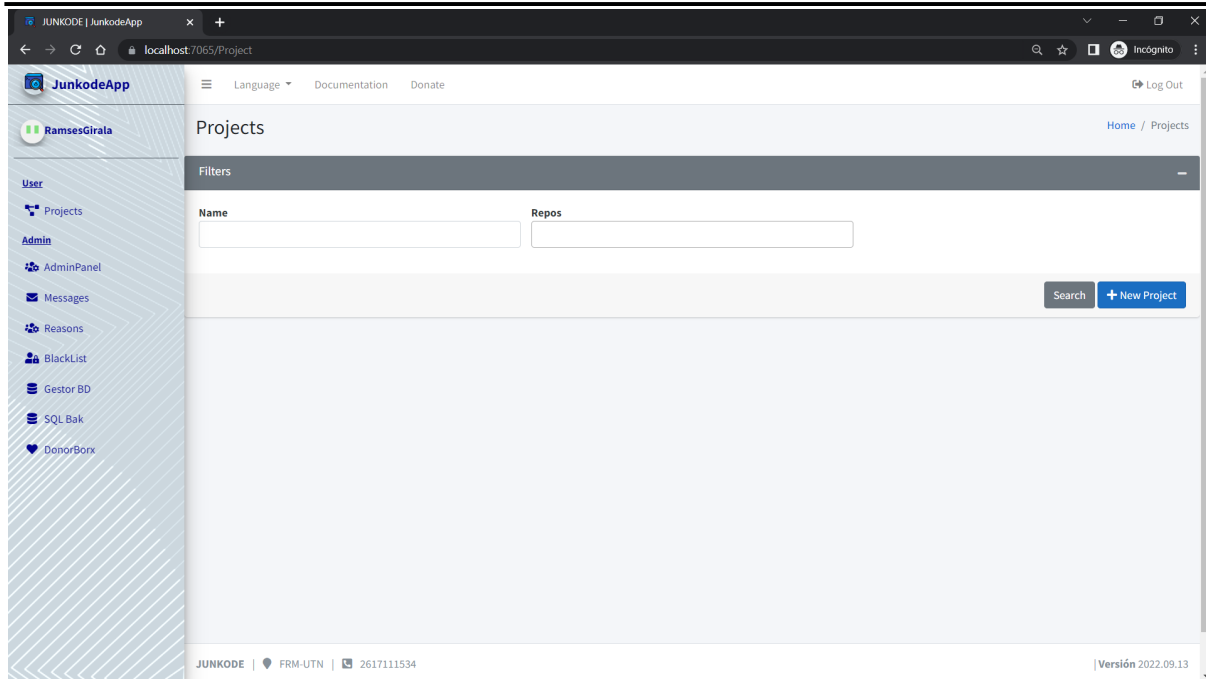 JUNKODE | JunkodeApp
localhost:7065/Project
Incógnito
JunkodeApp
Language
Documentation
Donate
Log Out
RamsesGirala
Projects
Home / Projects
Filters
User
Projects
Name
Repos
Admin
AdminPanel
Messages
Search
New Project
Reasons
BlackList
Gestor BD
SQL Bak
DonorBorx
JUNKODE | FRM-UTN | 2617111534
| Versión 2022.09.13